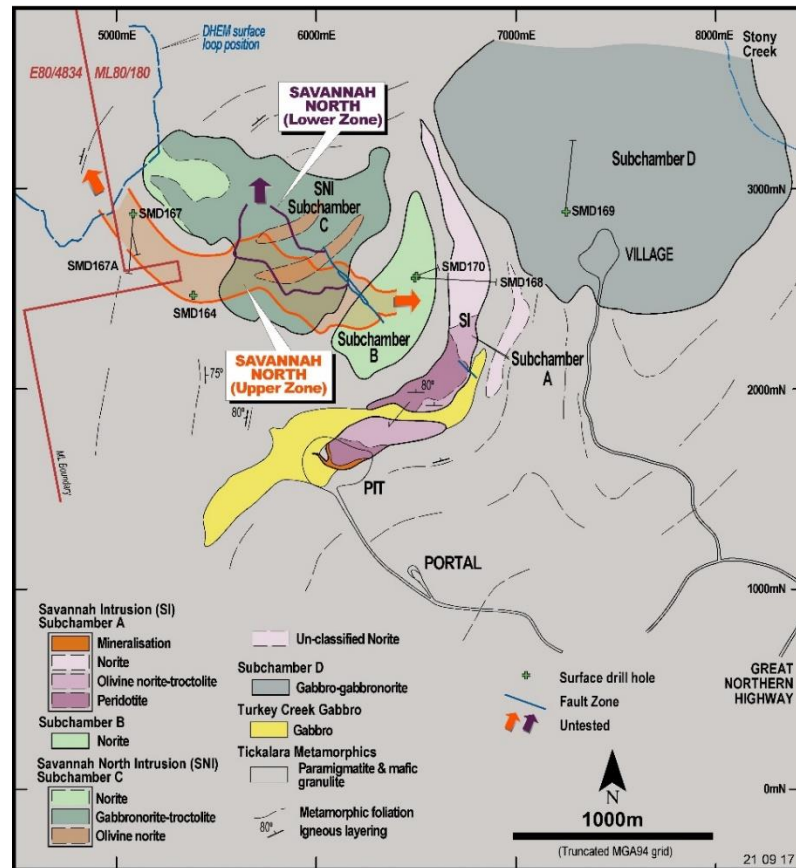 5000mE
6000mE
7000mE
8000mE
Stony
Creek
DHEM surface
loop position
E80/4834
ML80/180
SAVANNAH
NORTH
(Lower Zone)
SNI
Subchamber
C
Subchamber D
3000mN
SMD167
SMD169
VILLAGE
SMD167A
SMD170
SMD168
SMD164
SI
Subchamber
B
Subchamber
A
SAVANNAH
NORTH
(Upper Zone)
75°
80°
80°
2000mN
ML Boundary
PIT
PORTAL
1000mN
Savannah Intrusion (SI)
Subchamber A
Mineralisation
Norite
Olivine norite-troctolite
Peridotite
Subchamber B
Norite
Savannah North Intrusion (SNI)
Subchamber C
Norite
Gabbronorite-troctolite
Olivine norite
Un-classified Norite
Subchamber D
Gabbro-gabbronorite
Turkey Creek Gabbro
Gabbro
Tickalara Metamorphics
Paramigmatite & mafic
granulite
Metamorphic foliation
80° Igneous layering
Surface drill hole
Fault Zone
Untested
GREAT
NORTHERN
HIGHWAY
0mN
N
1000m
(Truncated MGA94 grid)
21 09 17